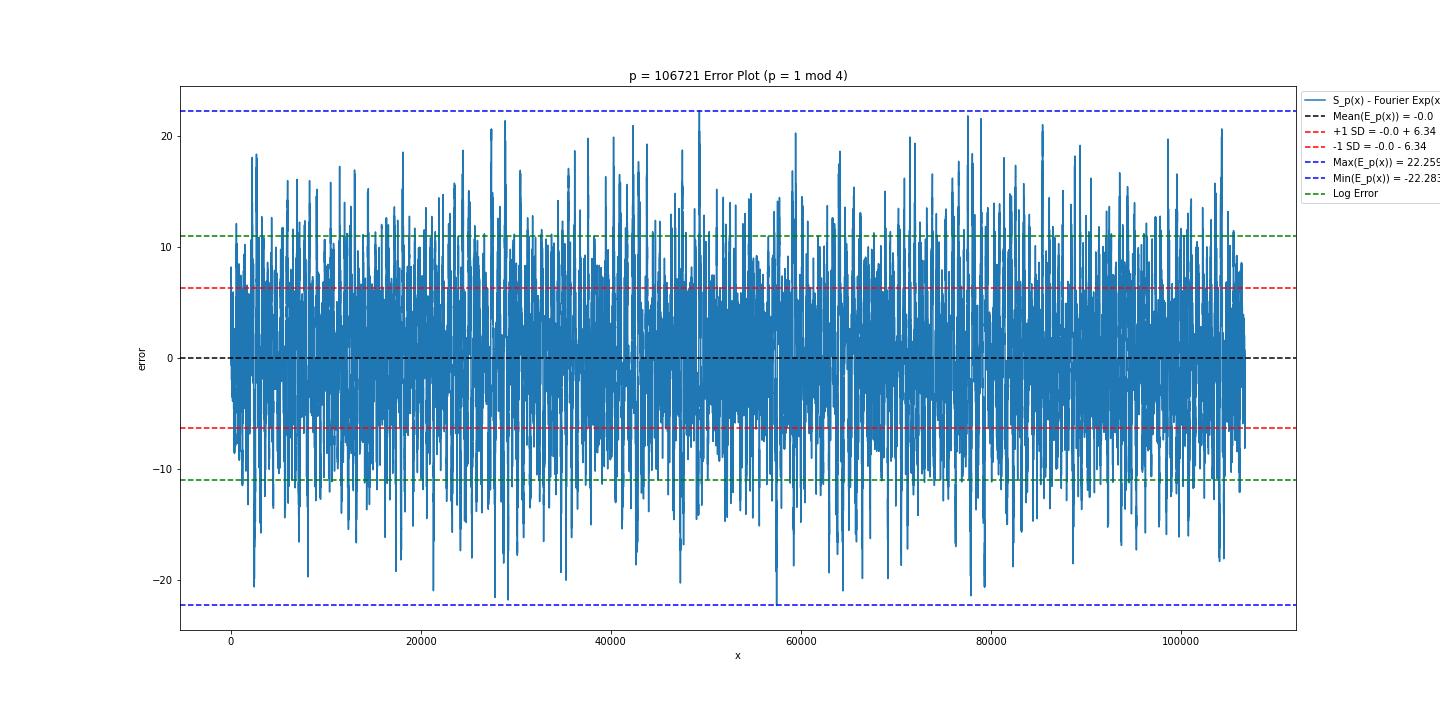 p = 106721 Error Plot (p = 1 mod 4)
S_p(x) - Fourier Exp(x
Mean(E_p(x)) = -0.0
+1 SD = -0.0 + 6.34
-1 SD = -0.0 - 6.34
Max(E_p(x)) = 22.259
Min(E_p(x)) = -22.283
Log Error
error
20
10
0
−10
−20
0
20000
40000
60000
80000
100000
x